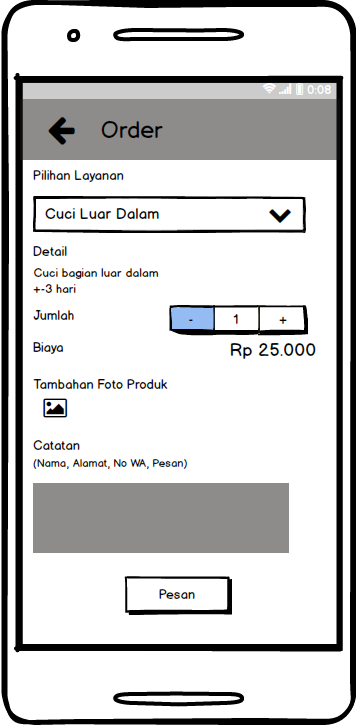 0:08
Order
Pilihan Layanan
Cuci Luar Dalam
Detail
Cuci bagian luar dalam
+-3 hari
Jumlah - 1 +
Biaya Rp 25.000
Tambahan Foto Produk
Catatan
(Nama, Alamat, No WA, Pesan)
Pesan